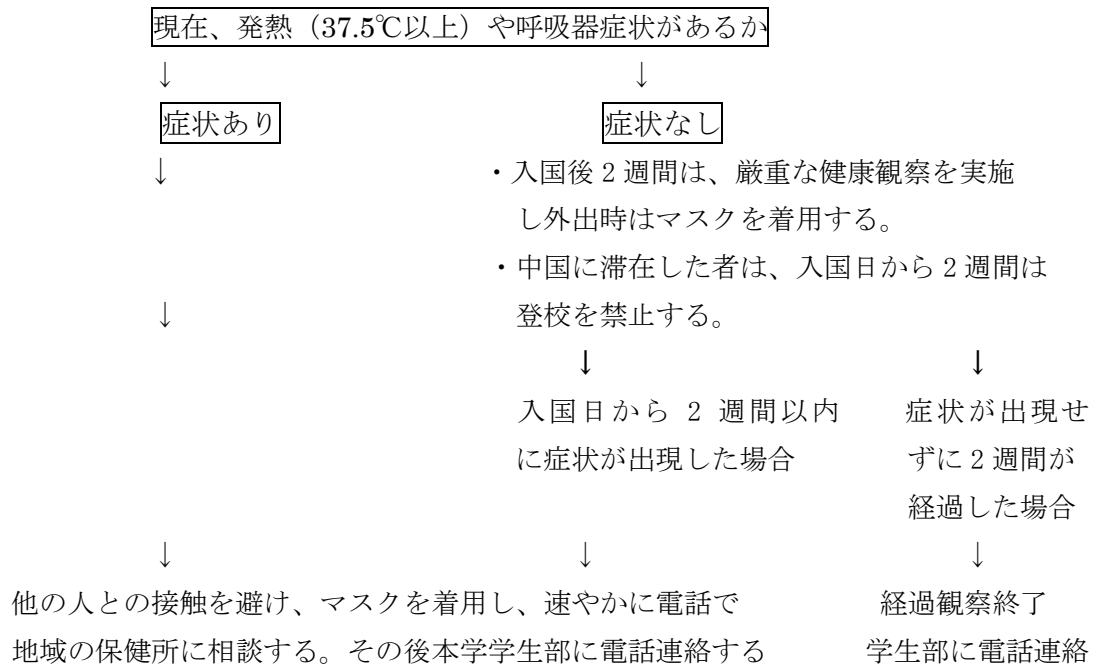 現在、発熱（37.5℃以上）や呼吸器症状があるか
↓ ↓
症状あり 症状なし
↓ ・入国後 2 週間は、厳重な健康観察を実施
し外出時はマスクを着用する。
・中国に滞在した者は、入国日から 2 週間は
↓ 登校を禁止する。
↓ ↓
入国日から 2 週間以内 症状が出現せ
に症状が出現した場合 ずに 2 週間が
経過した場合
↓ ↓ ↓
他の人との接触を避け、マスクを着用し、速やかに電話で 経過観察終了
地域の保健所に相談する。その後本学学生部に電話連絡する 学生部に電話連絡